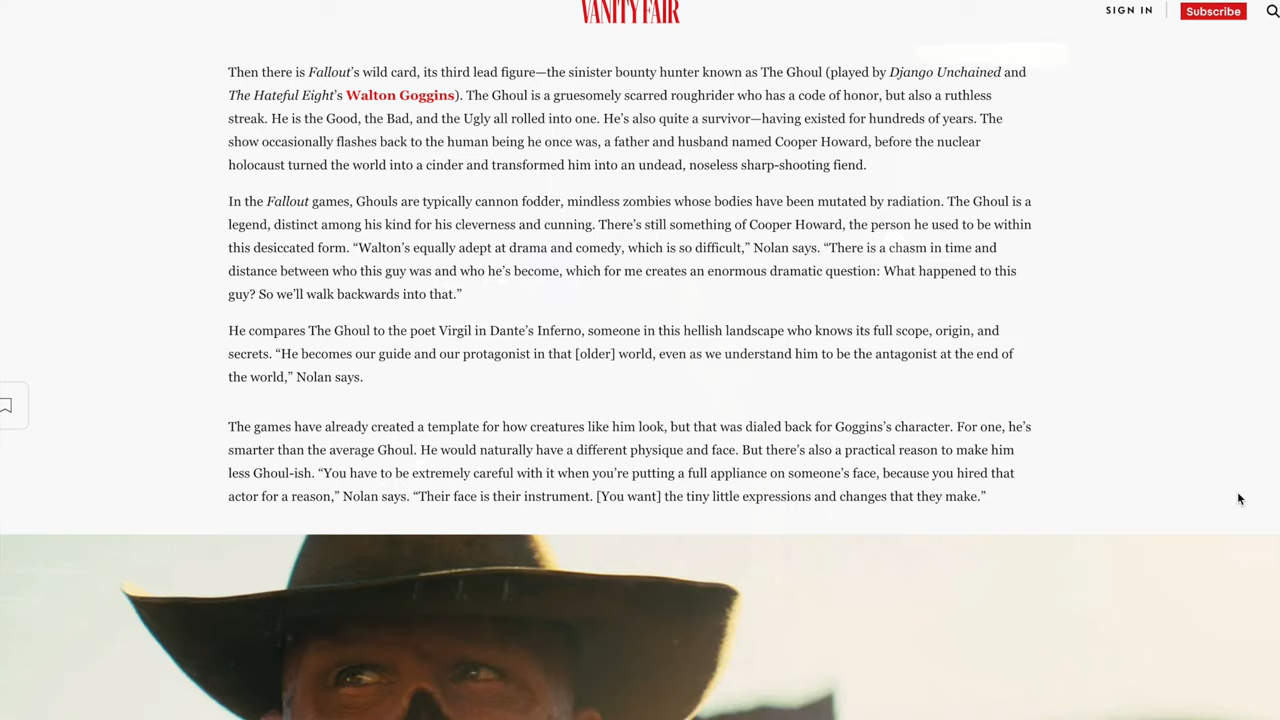 VANITY FAIR
SIGN IN
Subscribe
Then there is Fallout’s wild card, its third lead figure—the sinister bounty hunter known as The Ghoul (played by Django Unchained and
The Hateful Eight’s Walton Goggins). The Ghoul is a gruesomely scarred roughrider who has a code of honor, but also a ruthless
streak. He is the Good, the Bad, and the Ugly all rolled into one. He’s also quite a survivor—having existed for hundreds of years. The
show occasionally flashes back to the human being he once was, a father and husband named Cooper Howard, before the nuclear
holocaust turned the world into a cinder and transformed him into an undead, noseless sharp-shooting fiend.
In the Fallout games, Ghouls are typically cannon fodder, mindless zombies whose bodies have been mutated by radiation. The Ghoul is a
legend, distinct among his kind for his cleverness and cunning. There’s still something of Cooper Howard, the person he used to be within
this desiccated form. “Walton’s equally adept at drama and comedy, which is so difficult,” Nolan says. “There is a chasm in time and
distance between who this guy was and who he’s become, which for me creates an enormous dramatic question: What happened to this
guy? So we’ll walk backwards into that.”
He compares The Ghoul to the poet Virgil in Dante’s Inferno, someone in this hellish landscape who knows its full scope, origin, and
secrets. “He becomes our guide and our protagonist in that [older] world, even as we understand him to be the antagonist at the end of
the world,” Nolan says.
The games have already created a template for how creatures like him look, but that was dialed back for Goggins’s character. For one, he’s
smarter than the average Ghoul. He would naturally have a different physique and face. But there’s also a practical reason to make him
less Ghoul-ish. “You have to be extremely careful with it when you’re putting a full appliance on someone’s face, because you hired that
actor for a reason,” Nolan says. “Their face is their instrument. [You want] the tiny little expressions and changes that they make.”